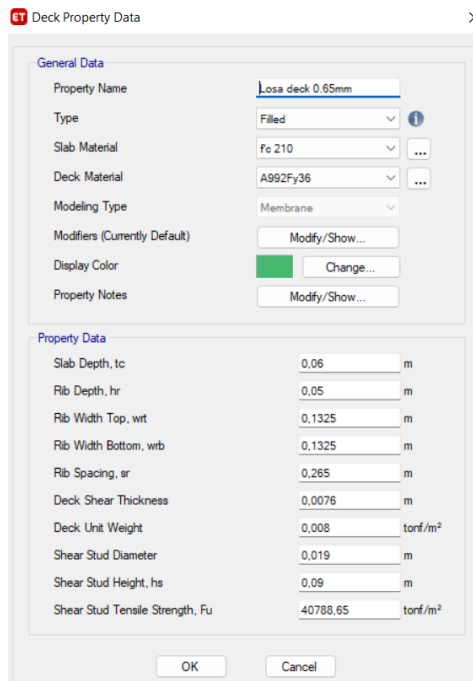 ET Deck Property Data
General Data
Property Name Losa deck 0.65mm
Type Filled i
Slab Material f'c 210 ...
Deck Material A992Fy36 ...
Modeling Type Membrane
Modifiers (Currently Default) Modify/Show...
Display Color Change...
Property Notes Modify/Show...
Property Data
Slab Depth, tc 0,06 m
Rib Depth, hr 0,05 m
Rib Width Top, wrt 0,1325 m
Rib Width Bottom, wrb 0,1325 m
Rib Spacing, sr 0,265 m
Deck Shear Thickness 0,0076 m
Deck Unit Weight 0,008 tonf/m²
Shear Stud Diameter 0,019 m
Shear Stud Height, hs 0,09 m
Shear Stud Tensile Strength, Fu 40788,65 tonf/m²
OK Cancel